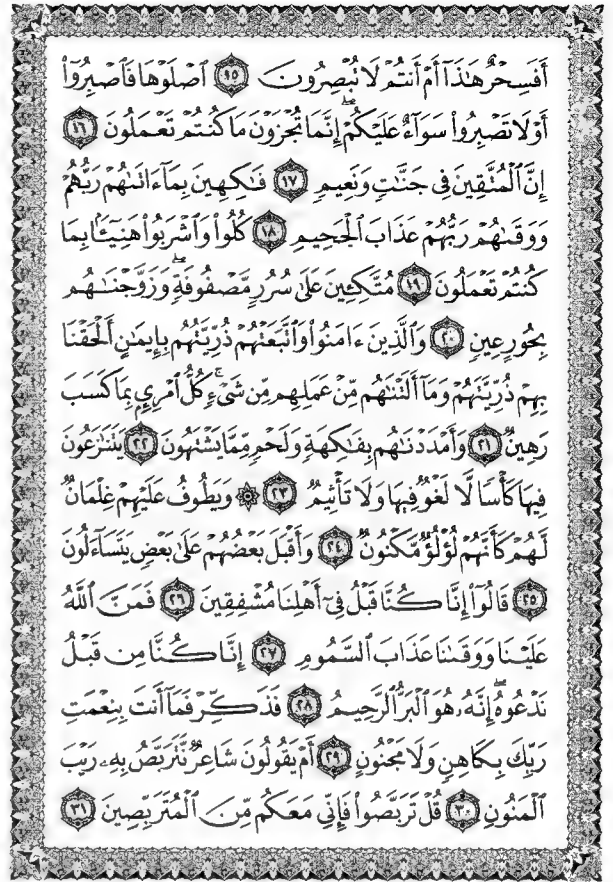 أَفَسِحْرٌ هَٰذَآ أَمْ أَنتُمْ لَا تُبْصِرُونَ ١٥ ٱصْلَوْهَا فَٱصْبِرُوٓا۟
أَوْ لَا تَصْبِرُوا۟ سَوَآءٌ عَلَيْكُمْ ۖ إِنَّمَا تُجْزَوْنَ مَا كُنتُمْ تَعْمَلُونَ ١٦
إِنَّ ٱلْمُتَّقِينَ فِى جَنَّـٰتٍ وَنَعِيمٍ ١٧ فَـٰكِهِينَ بِمَآ ءَاتَىٰهُمْ رَبُّهُمْ
وَوَقَىٰهُمْ رَبُّهُمْ عَذَابَ ٱلْجَحِيمِ ١٨ كُلُوا۟ وَٱشْرَبُوا۟ هَنِيٓـًٔۢا بِمَا
كُنتُمْ تَعْمَلُونَ ١٩ مُتَّكِـِٔينَ عَلَىٰ سُرُرٍ مَّصْفُوفَةٍ ۖ وَزَوَّجْنَـٰهُم
بِحُورٍ عِينٍ ٢٠ وَٱلَّذِينَ ءَامَنُوا۟ وَٱتَّبَعَتْهُمْ ذُرِّيَّتُهُم بِإِيمَـٰنٍ أَلْحَقْنَا
بِهِمْ ذُرِّيَّتَهُمْ وَمَآ أَلَتْنَـٰهُم مِّنْ عَمَلِهِم مِّن شَىْءٍ ۚ كُلُّ ٱمْرِئٍۭ بِمَا كَسَبَ
رَهِينٌ ٢١ وَأَمْدَدْنَـٰهُم بِفَـٰكِهَةٍ وَلَحْمٍ مِّمَّا يَشْتَهُونَ ٢٢ يَتَنَـٰزَعُونَ
فِيهَا كَأْسًا لَّا لَغْوٌ فِيهَا وَلَا تَأْثِيمٌ ٢٣ ۞ وَيَطُوفُ عَلَيْهِمْ غِلْمَانٌ
لَّهُمْ كَأَنَّهُمْ لُؤْلُؤٌ مَّكْنُونٌ ٢٤ وَأَقْبَلَ بَعْضُهُمْ عَلَىٰ بَعْضٍ يَتَسَآءَلُونَ
٢٥ قَالُوٓا۟ إِنَّا كُنَّا قَبْلُ فِىٓ أَهْلِنَا مُشْفِقِينَ ٢٦ فَمَنَّ ٱللَّهُ
عَلَيْنَا وَوَقَىٰنَا عَذَابَ ٱلسَّمُومِ ٢٧ إِنَّا كُنَّا مِن قَبْلُ
نَدْعُوهُ ۖ إِنَّهُۥ هُوَ ٱلْبَرُّ ٱلرَّحِيمُ ٢٨ فَذَكِّرْ فَمَآ أَنتَ بِنِعْمَتِ
رَبِّكَ بِكَاهِنٍ وَلَا مَجْنُونٍ ٢٩ أَمْ يَقُولُونَ شَاعِرٌ نَّتَرَبَّصُ بِهِۦ رَيْبَ
ٱلْمَنُونِ ٣٠ قُلْ تَرَبَّصُوا۟ فَإِنِّى مَعَكُم مِّنَ ٱلْمُتَرَبِّصِينَ ٣١